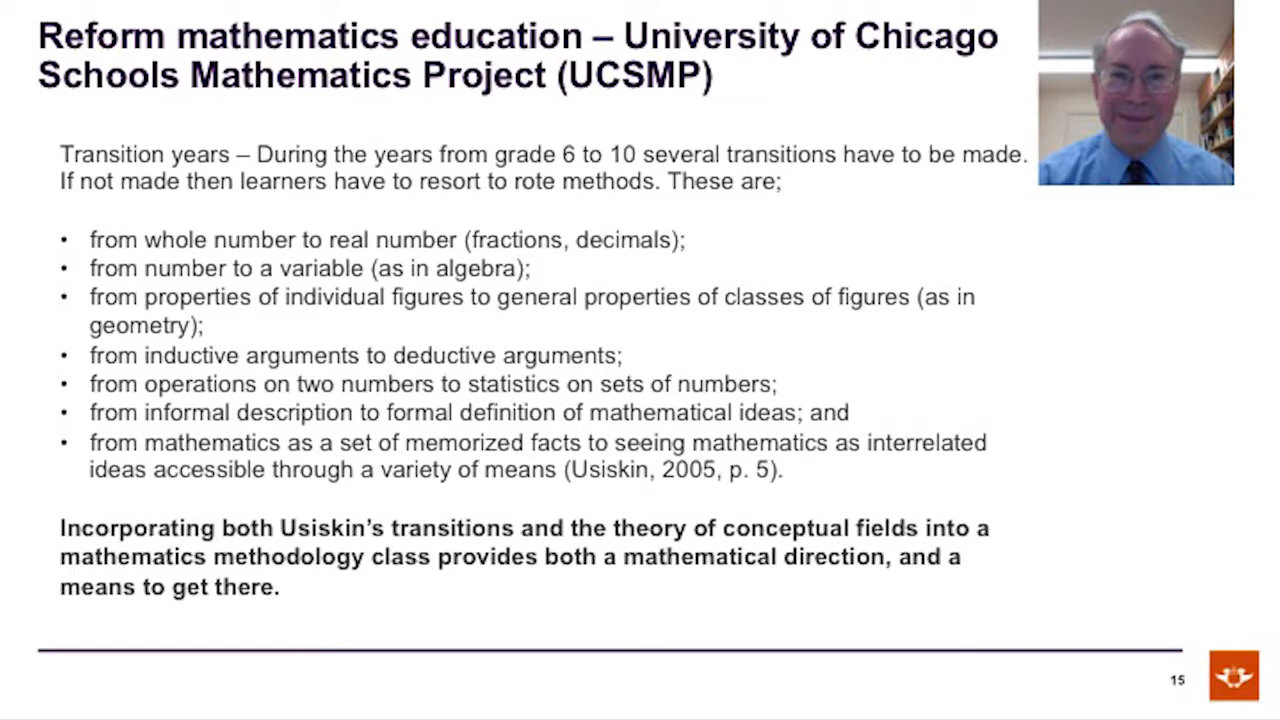 Reform mathematics education – University of Chicago
Schools Mathematics Project (UCSMP)
Transition years – During the years from grade 6 to 10 several transitions have to be made.
If not made then learners have to resort to rote methods. These are;
• from whole number to real number (fractions, decimals);
• from number to a variable (as in algebra);
• from properties of individual figures to general properties of classes of figures (as in
geometry);
• from inductive arguments to deductive arguments;
• from operations on two numbers to statistics on sets of numbers;
• from informal description to formal definition of mathematical ideas; and
• from mathematics as a set of memorized facts to seeing mathematics as interrelated
ideas accessible through a variety of means (Usiskin, 2005, p. 5).
Incorporating both Usiskin's transitions and the theory of conceptual fields into a
mathematics methodology class provides both a mathematical direction, and a
means to get there.
15